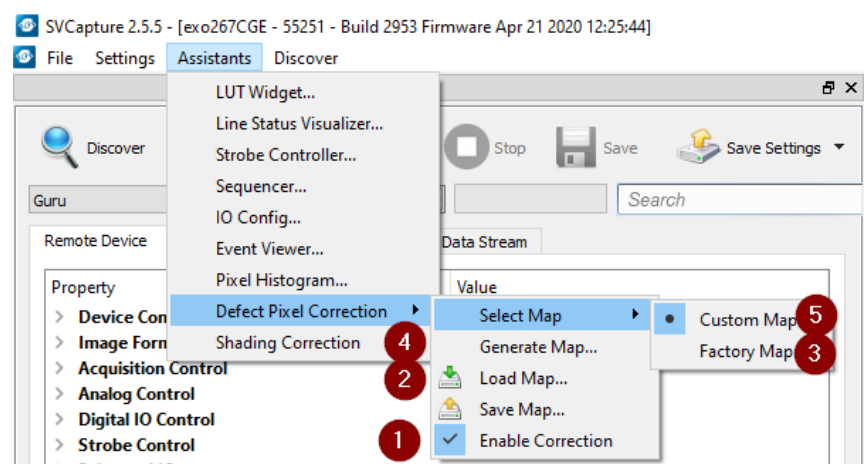 SVCapture 2.5.5 - [exo267CGE - 55251 - Build 2953 Firmware Apr 21 2020 12:25:44]
File Settings Assistants Discover
LUT Widget...
Line Status Visualizer...
Strobe Controller...
Sequencer...
IO Config...
Event Viewer...
Pixel Histogram...
Defect Pixel Correction
Shading Correction 4
Discover
Stop
Save
Save Settings
Guru
Search
Remote Device
Data Stream
Property
Value
Device Con
Image Form
Acquisition Control
Analog Control
Digital IO Control
Strobe Control
Select Map
Generate Map...
2 Load Map...
Save Map...
1 Enable Correction
Custom Map 5
Factory Map 3